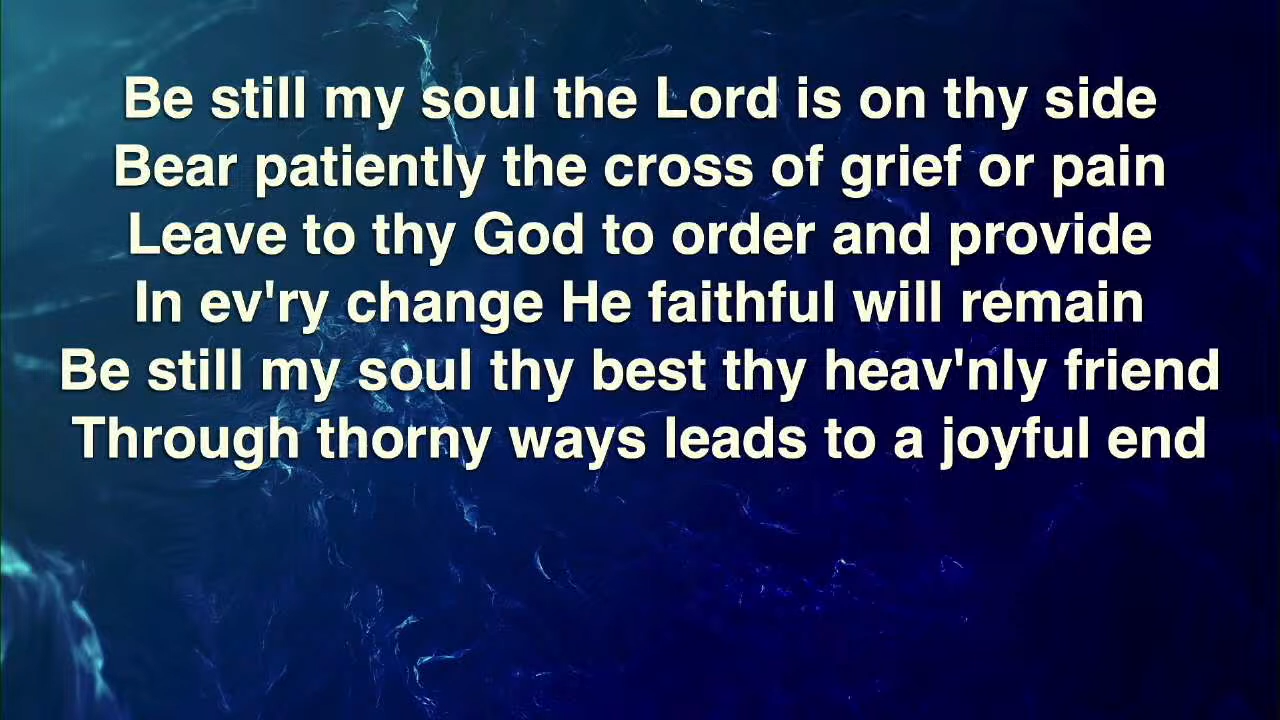 Be still my soul the Lord is on thy side
Bear patiently the cross of grief or pain
Leave to thy God to order and provide
In ev'ry change He faithful will remain
Be still my soul thy best thy heav'nly friend
Through thorny ways leads to a joyful end